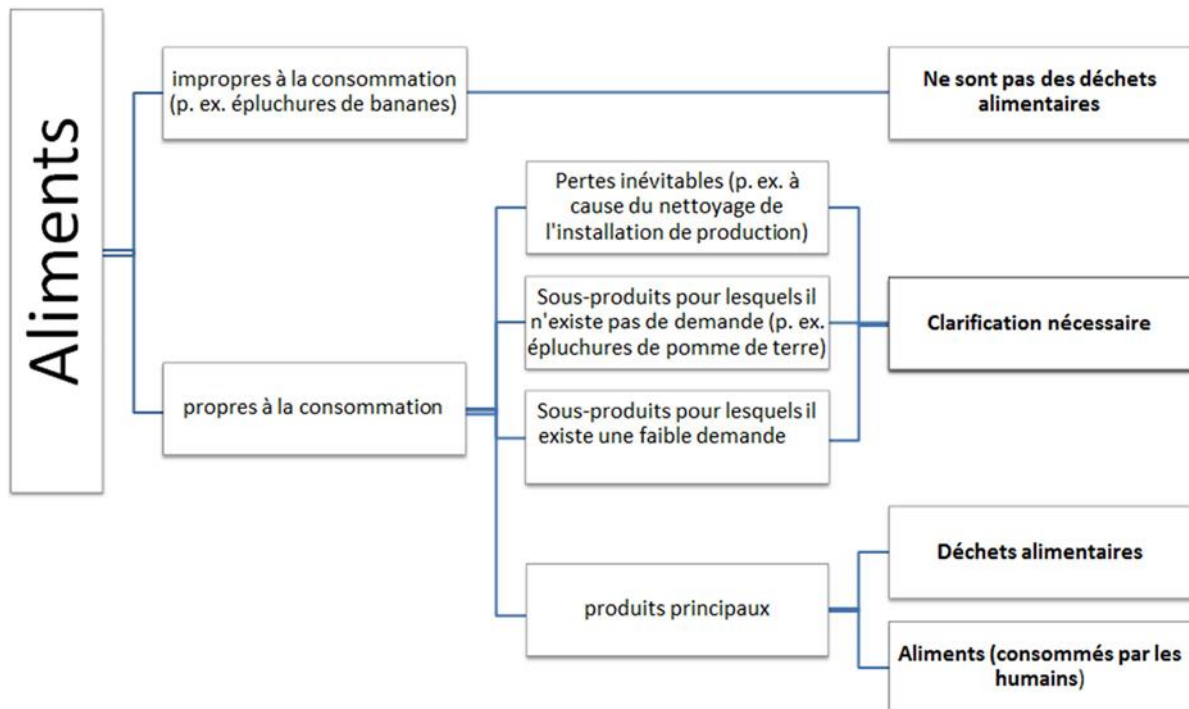 Aliments
impropres à la consommation
(p. ex. épluchures de bananes)
Ne sont pas des déchets
alimentaires
propres à la consommation
Pertes inévitables (p. ex. à
cause du nettoyage de
l'installation de production)
Sous-produits pour lesquels il
n'existe pas de demande (p. ex.
épluchures de pomme de terre)
Sous-produits pour lesquels il
existe une faible demande
Clarification nécessaire
produits principaux
Déchets alimentaires
Aliments (consommés par les
humains)